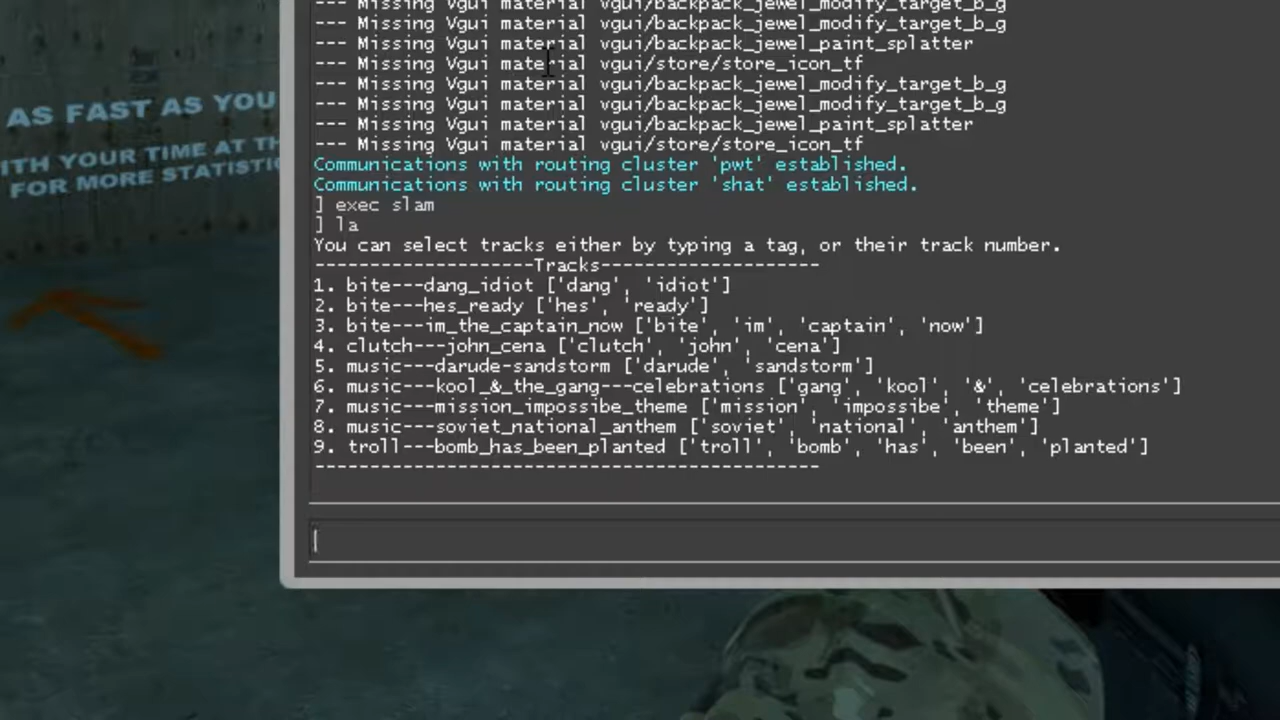 --- Missing Vgui material vgui/backpack_jewel_modify_target_b_g
--- Missing Vgui material vgui/backpack_jewel_modify_target_b_g
--- Missing Vgui material vgui/backpack_jewel_paint_splatter
--- Missing Vgui material vgui/store/store_icon_tf
--- Missing Vgui material vgui/backpack_jewel_modify_target_b_g
--- Missing Vgui material vgui/backpack_jewel_modify_target_b_g
--- Missing Vgui material vgui/backpack_jewel_paint_splatter
--- Missing Vgui material vgui/store/store_icon_tf
Communications with routing cluster 'pwt' established.
Communications with routing cluster 'shat' established.
] exec slam
] la
You can select tracks either by typing a tag, or their track number.
--------------------Tracks--------------------
1. bite---dang_idiot ['dang', 'idiot']
2. bite---hes_ready ['hes', 'ready']
3. bite---im_the_captain_now ['bite', 'im', 'captain', 'now']
4. clutch---john_cena ['clutch', 'john', 'cena']
5. music---darude-sandstorm ['darude', 'sandstorm']
6. music---kool_&_the_gang---celebrations ['gang', 'kool', '&', 'celebrations']
7. music---mission_impossibe_theme ['mission', 'impossibe', 'theme']
8. music---soviet_national_anthem ['soviet', 'national', 'anthem']
9. troll---bomb_has_been_planted ['troll', 'bomb', 'has', 'been', 'planted']
----------------------------------------------
AS FAST AS YOU
ITH YOUR TIME AT TH
FOR MORE STATISTI